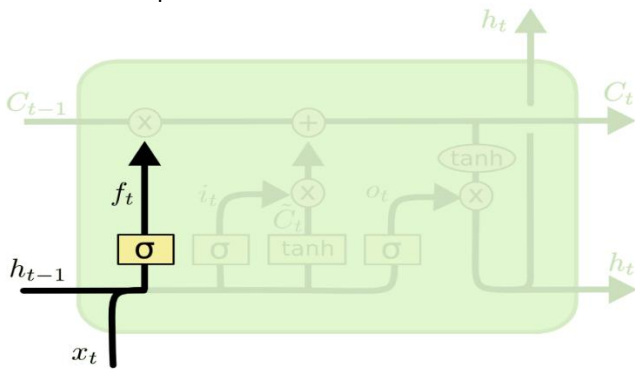 h_t
C_{t-1}
C_t
x
+
tanh
f_t
i_t
x
o_t
x
C̃_t
σ
σ
tanh
σ
h_{t-1}
h_t
x_t